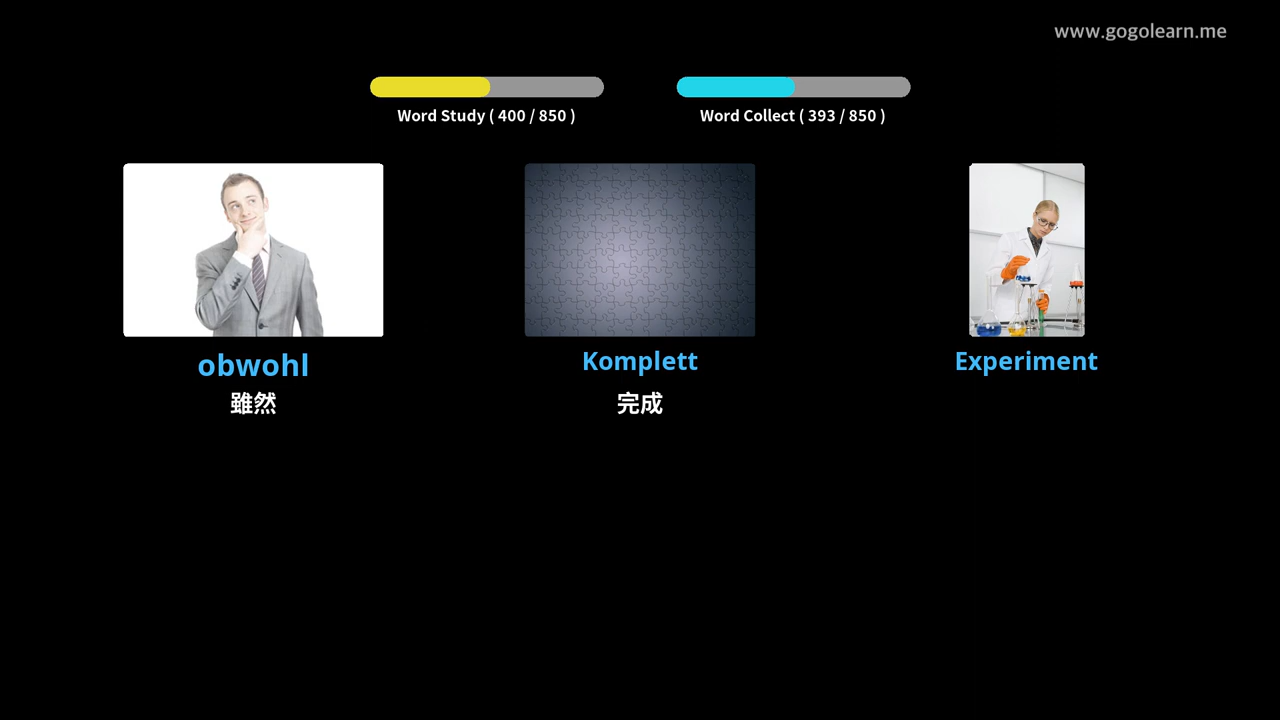 www.gogolearn.me
Word Study ( 400 / 850 )
Word Collect ( 393 / 850 )
obwohl
雖然
Komplett
完成
Experiment